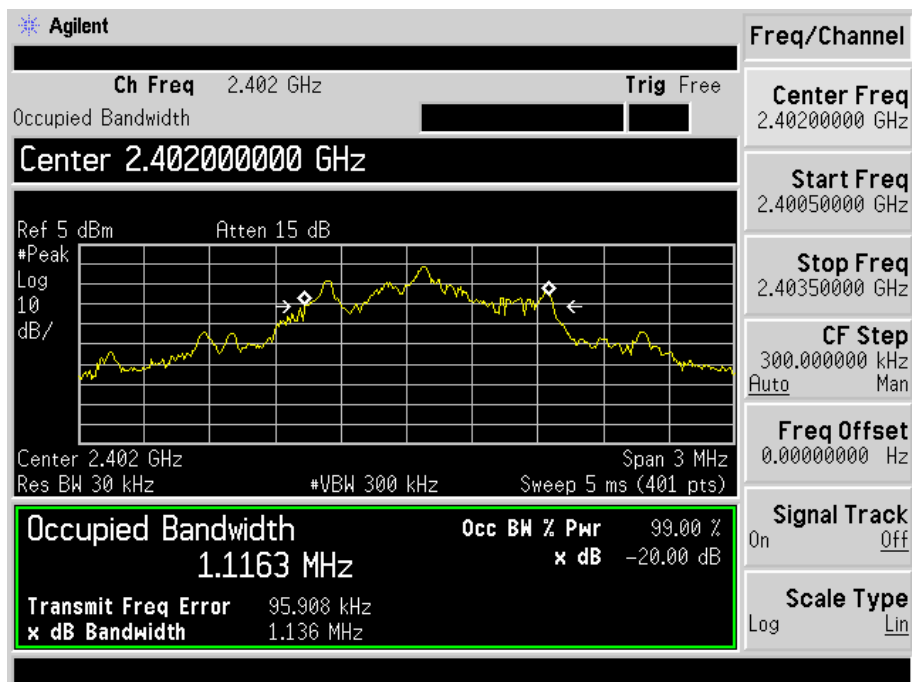 Agilent
Freq/Channel
Ch Freq 2.402 GHz Trig Free
Occupied Bandwidth
Center 2.402000000 GHz
Ref 5 dBm Atten 15 dB
#Peak
Log
10
dB/
Center 2.402 GHz Span 3 MHz
Res BW 30 kHz #VBW 300 kHz Sweep 5 ms (401 pts)
Occupied Bandwidth Occ BW % Pwr 99.00 %
1.1163 MHz x dB -20.00 dB
Transmit Freq Error 95.908 kHz
x dB Bandwidth 1.136 MHz
Center Freq
2.40200000 GHz
Start Freq
2.40050000 GHz
Stop Freq
2.40350000 GHz
CF Step
300.000000 kHz
Auto Man
Freq Offset
0.00000000 Hz
Signal Track
On Off
Scale Type
Log Lin